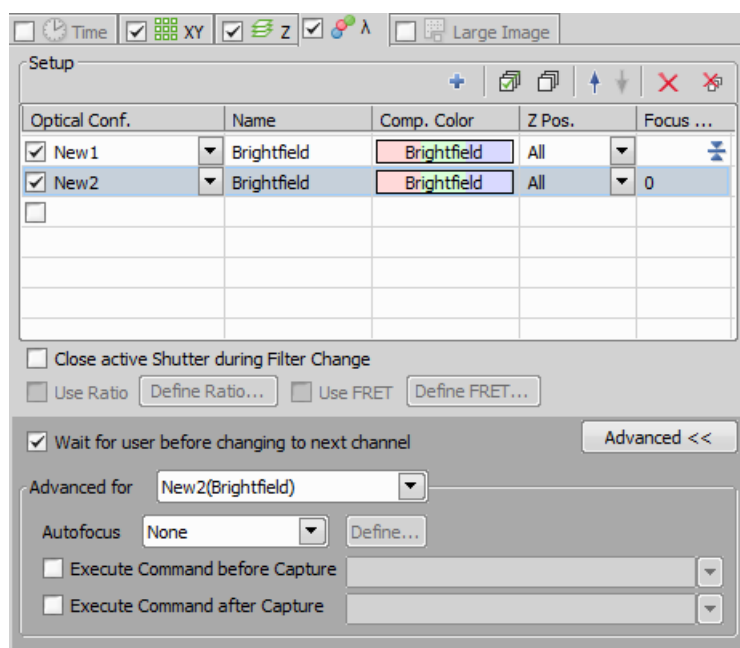 Time XY Z λ Large Image
Setup
Optical Conf. Name Comp. Color Z Pos. Focus ...
New1 Brightfield Brightfield All
New2 Brightfield Brightfield All 0
Close active Shutter during Filter Change
Use Ratio Define Ratio... Use FRET Define FRET...
Wait for user before changing to next channel Advanced <<
Advanced for New2(Brightfield)
Autofocus None Define...
Execute Command before Capture
Execute Command after Capture